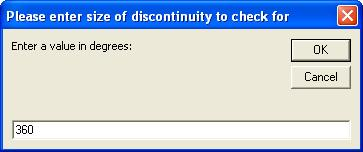 Please enter size of discontinuity to check for
Enter a value in degrees:
OK
Cancel
360